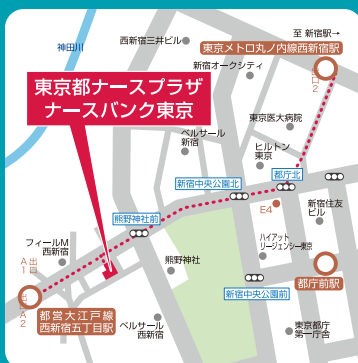 至 新宿駅→
神田川
西新宿三井ビル
東京メトロ丸ノ内線西新宿駅
新宿オークシティ
出口2
東京都ナースプラザ
ナースバンク東京
東京医大病院
ベルサール
新宿
ヒルトン
東京
都庁北
新宿中央公園北
新宿住友
ビル
E4
熊野神社前
フィールM
西新宿
ハイアット
リージェンシー東京
熊野神社
都庁前駅
出口
A1
新宿中央公園前
出口
A2
都営大江戸線
西新宿五丁目駅
ベルサール
西新宿
東京都庁
第一庁舎